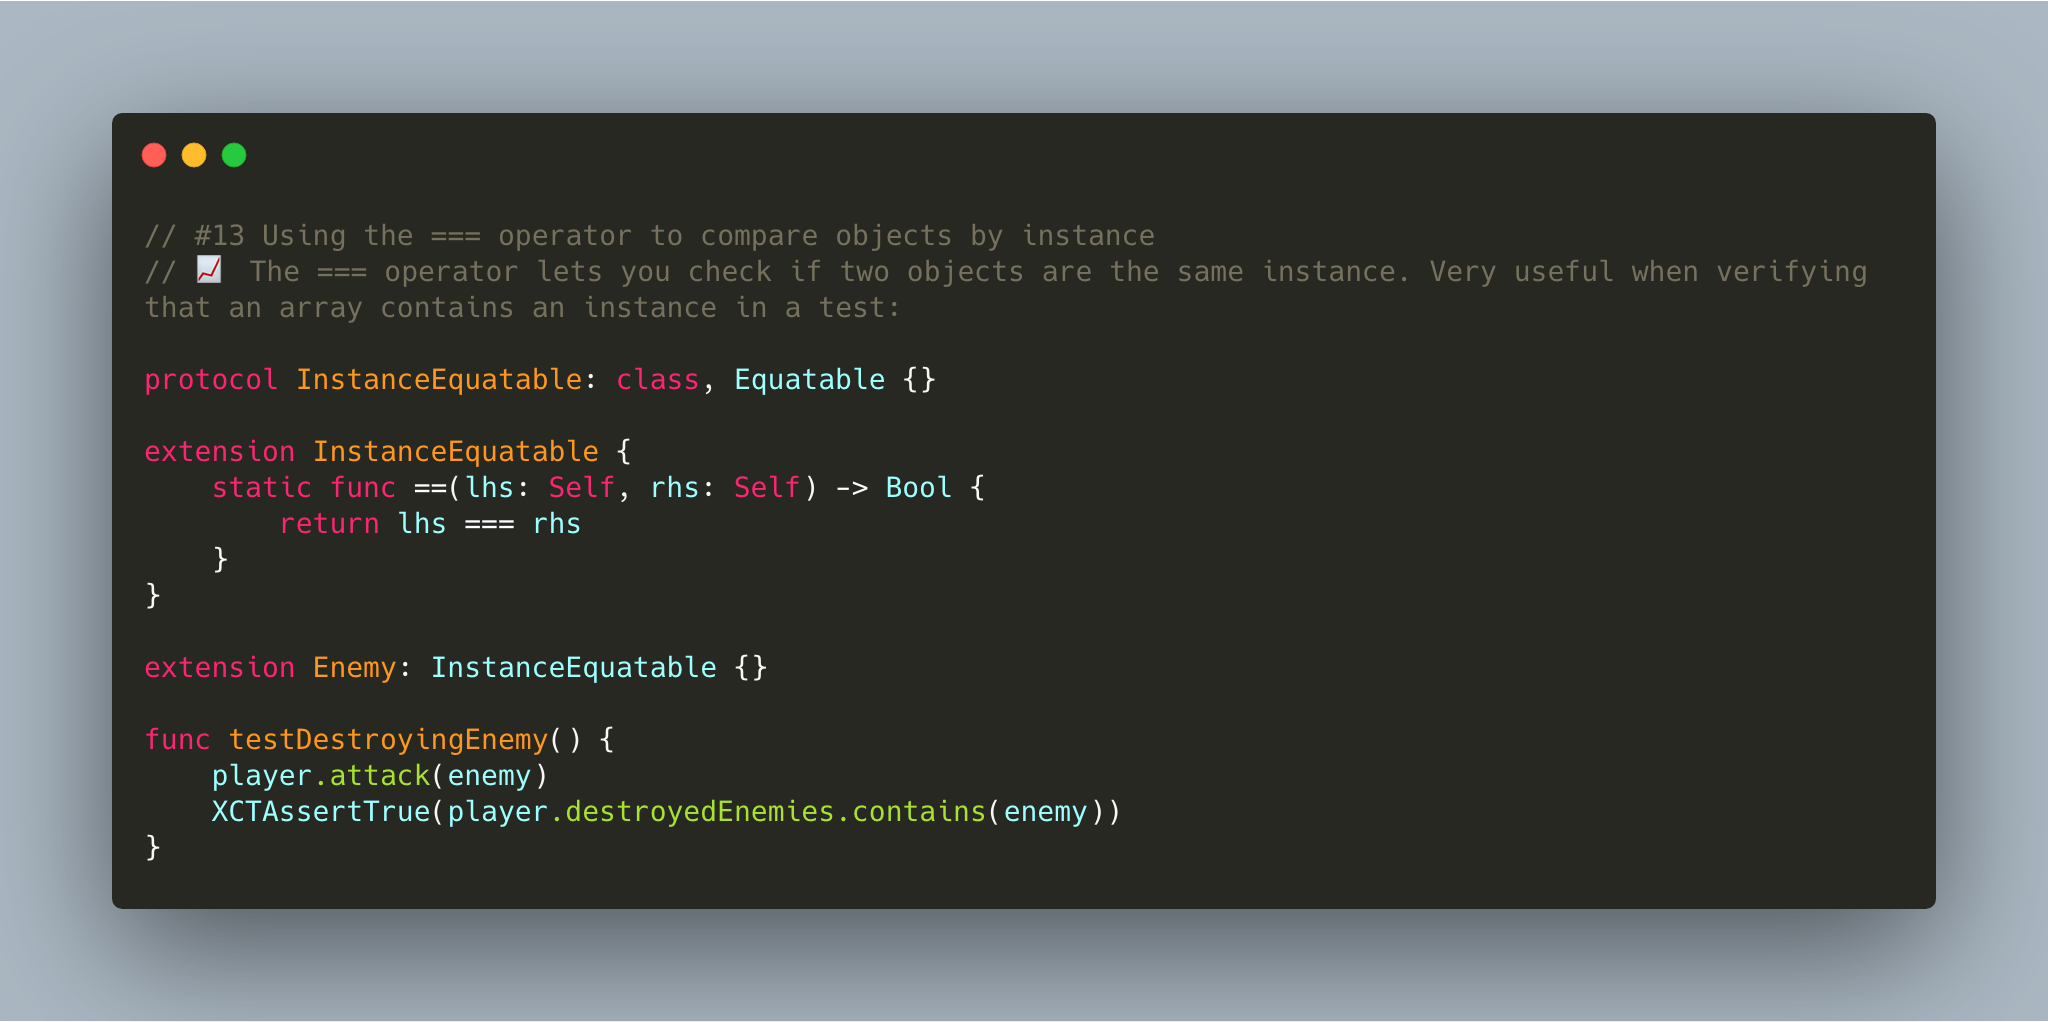 // #13 Using the === operator to compare objects by instance
// 📈 The === operator lets you check if two objects are the same instance. Very useful when verifying
that an array contains an instance in a test:
protocol InstanceEquatable: class, Equatable {}
extension InstanceEquatable {
    static func ==(lhs: Self, rhs: Self) -> Bool {
        return lhs === rhs
    }
}
extension Enemy: InstanceEquatable {}
func testDestroyingEnemy() {
    player.attack(enemy)
    XCTAssertTrue(player.destroyedEnemies.contains(enemy))
}